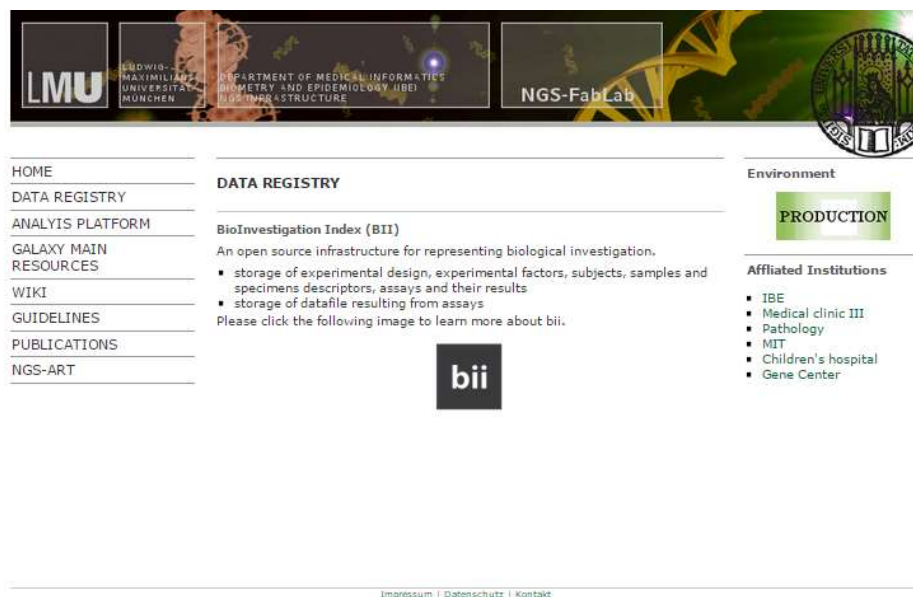 LMU
LUDWIG-
MAXIMILIANS
UNIVERSITÄT
MÜNCHEN
DEPARTMENT OF MEDICAL INFORMATICS
BIOMETRY AND EPIDEMIOLOGY (IBE)
NGS INFRASTRUCTURE
NGS-FabLab
HOME
DATA REGISTRY
ANALYIS PLATFORM
GALAXY MAIN
RESOURCES
WIKI
GUIDELINES
PUBLICATIONS
NGS-ART
DATA REGISTRY
BioInvestigation Index (BII)
An open source infrastructure for representing biological investigation.
storage of experimental design, experimental factors, subjects, samples and
specimens descriptors, assays and their results
storage of datafile resulting from assays
Please click the following image to learn more about bii.
bii
Environment
PRODUCTION
Affliated Institutions
IBE
Medical clinic III
Pathology
MIT
Children's hospital
Gene Center
Impressum | Datenschutz | Kontakt